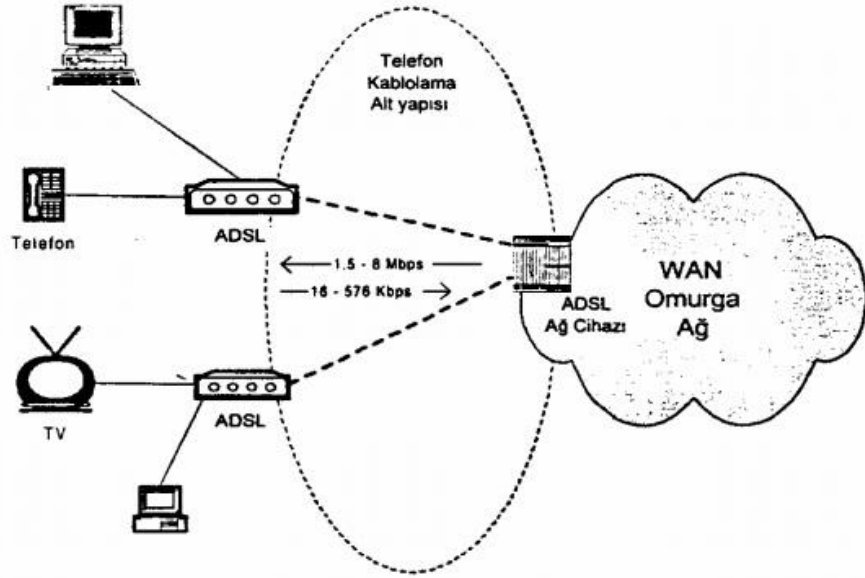 Telefon
Kablolama
Alt yapısı
Telefon
ADSL
1.5 - 8 Mbps
16 - 576 Kbps
ADSL
Ağ Cihazı
WAN
Omurga
Ağ
TV
ADSL